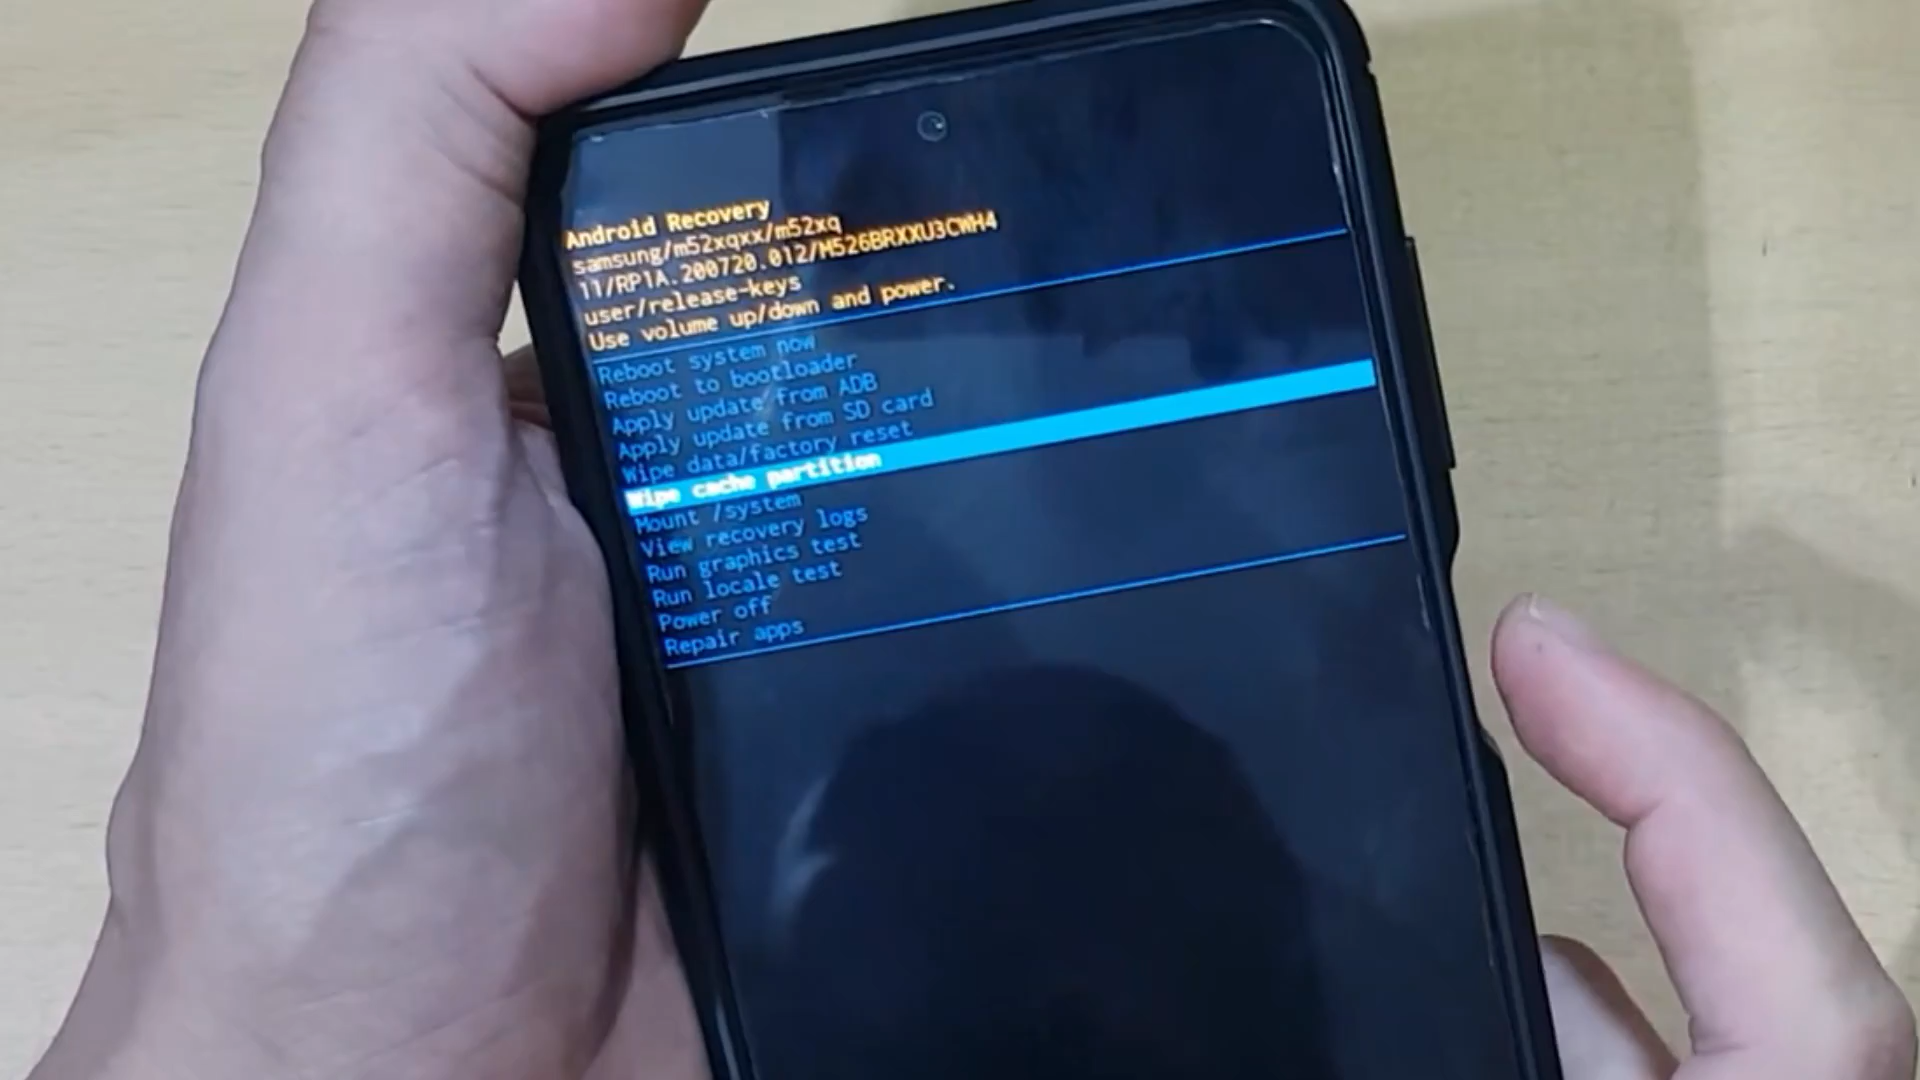 Android Recovery
samsung/m52xqxx/m52xq
11/RP1A.200720.012/M526BRXXU3CWH4
user/release-keys
Use volume up/down and power.
Reboot system now
Reboot to bootloader
Apply update from ADB
Apply update from SD card
Wipe data/factory reset
Wipe cache partition
Mount /system
View recovery logs
Run graphics test
Run locale test
Power off
Repair apps